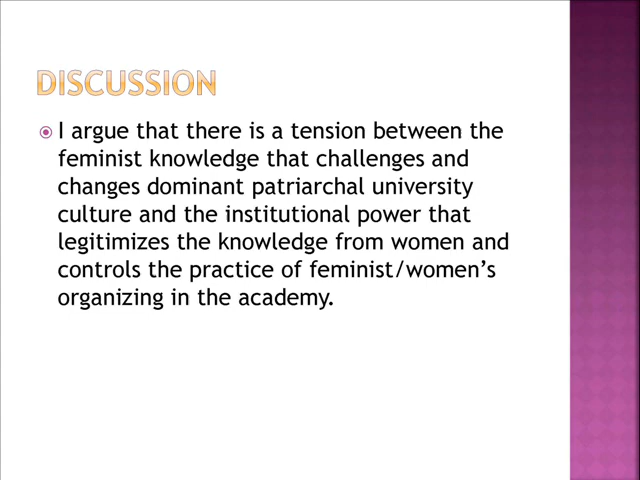 DISCUSSION
I argue that there is a tension between the
feminist knowledge that challenges and
changes dominant patriarchal university
culture and the institutional power that
legitimizes the knowledge from women and
controls the practice of feminist/women's
organizing in the academy.